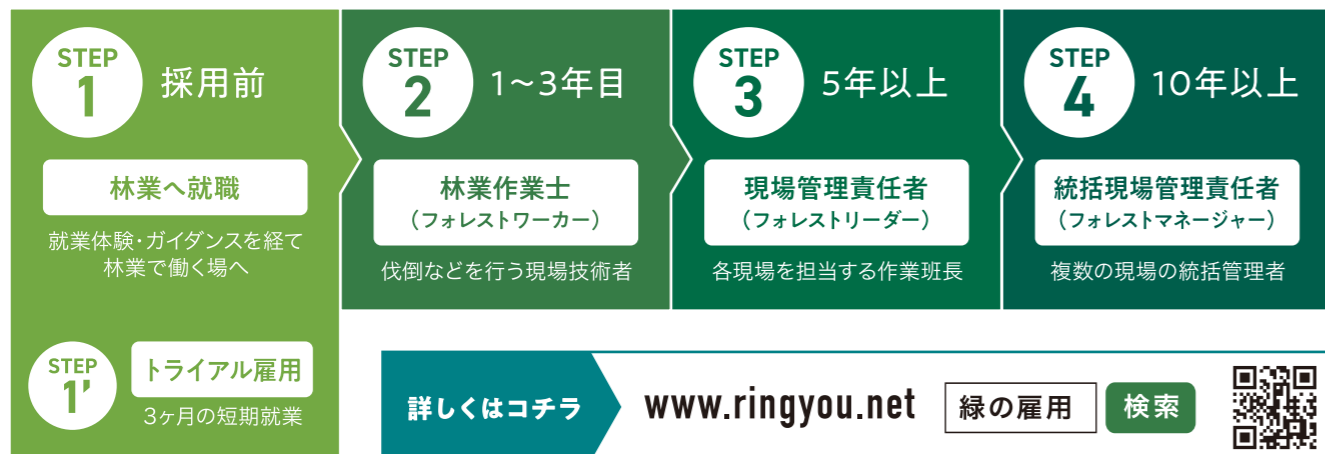 STEP
1
採用前
林業へ就職
就業体験・ガイダンスを経て
林業で働く場へ
STEP
1'
トライアル雇用
3ヶ月の短期就業
STEP
2
1〜3年目
林業作業士
（フォレストワーカー）
伐倒などを行う現場技術者
STEP
3
5年以上
現場管理責任者
（フォレストリーダー）
各現場を担当する作業班長
STEP
4
10年以上
統括現場管理責任者
（フォレストマネージャー）
複数の現場の統括管理者
詳しくはコチラ
www.ringyou.net
緑の雇用
検索